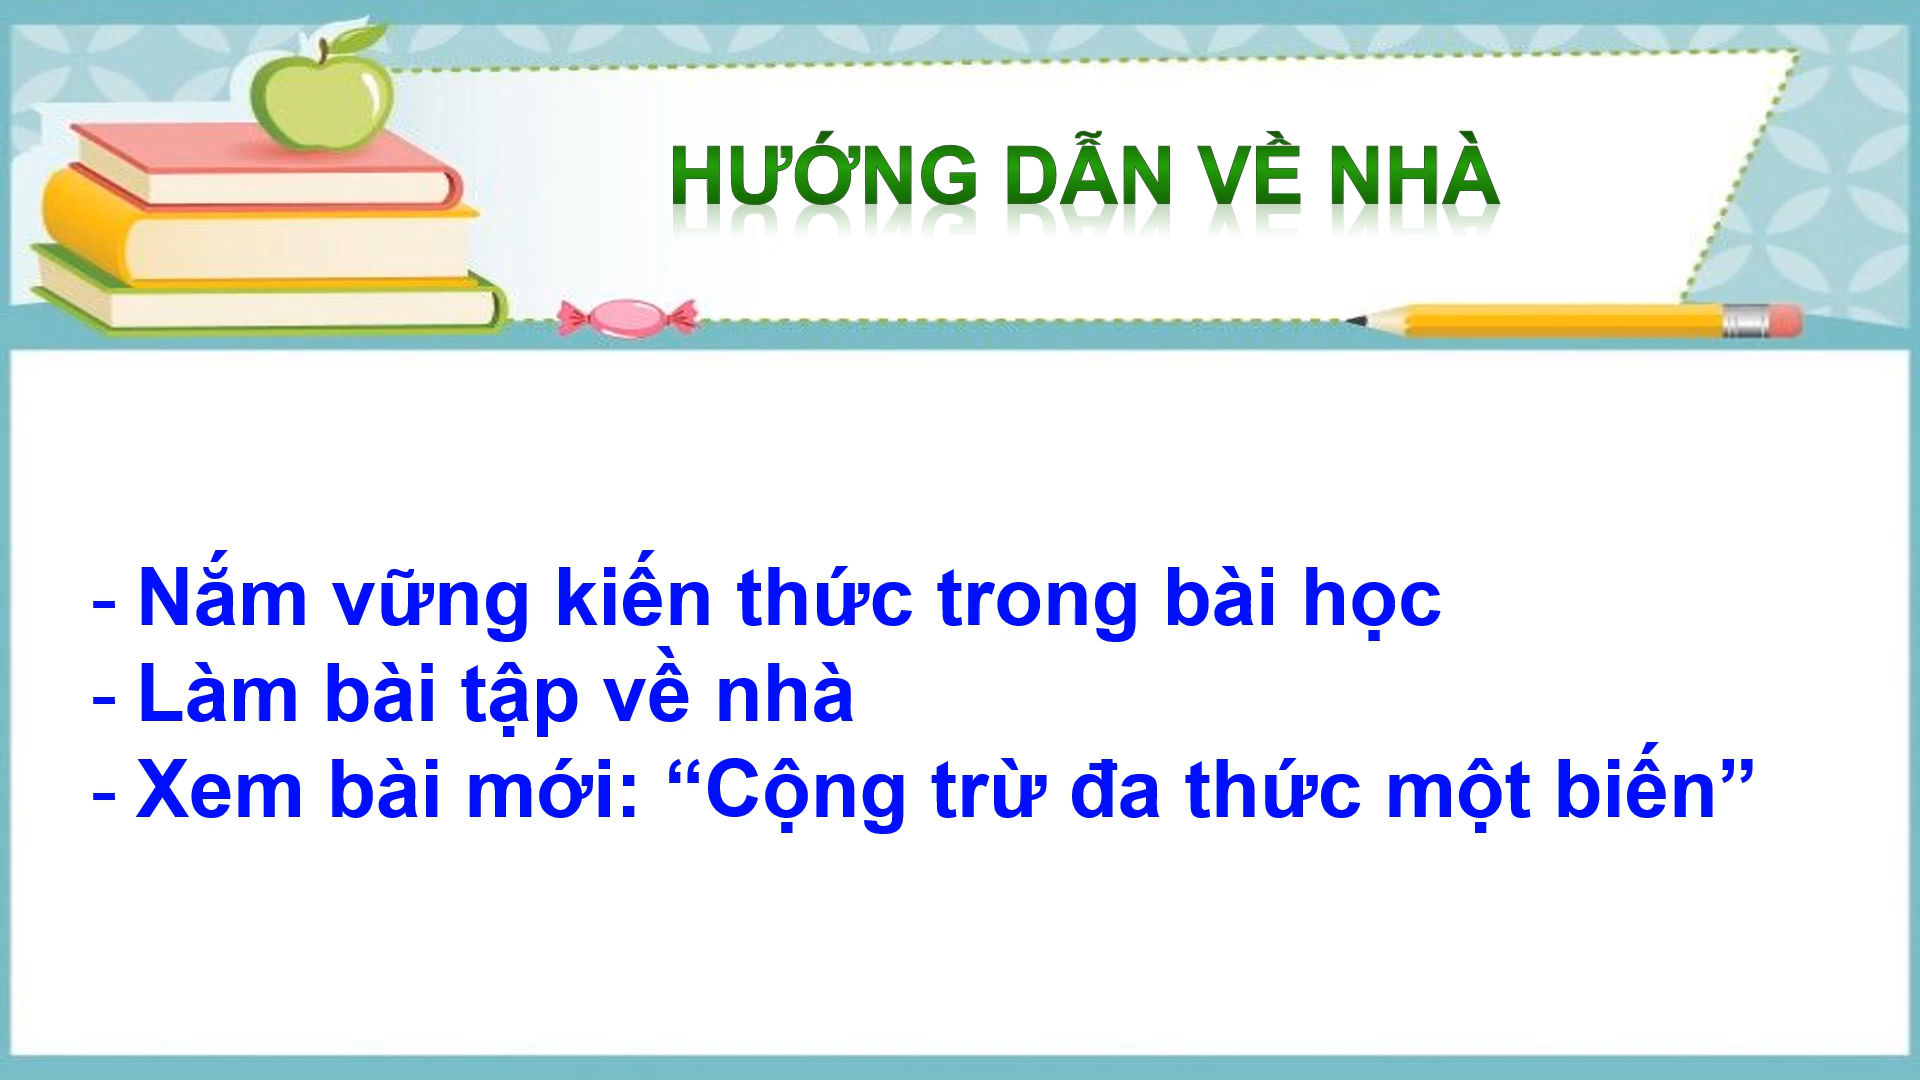 HƯỚNG DẪN VỀ NHÀ
- Nắm vững kiến thức trong bài học
- Làm bài tập về nhà
- Xem bài mới: “Cộng trừ đa thức một biến”